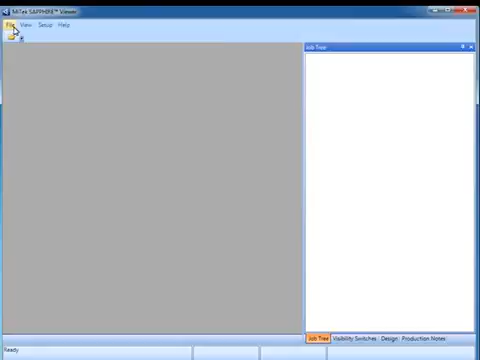 MiTek SAPPHIRE™ Viewer
File View Setup Help
Job Tree
Job Tree Visibility Switches Design Production Notes
Ready